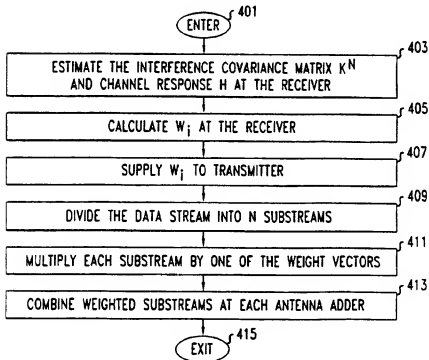 ENTER 401
403
ESTIMATE THE INTERFERENCE COVARIANCE MATRIX K^N
AND CHANNEL RESPONSE H AT THE RECEIVER
405
CALCULATE W_i AT THE RECEIVER
407
SUPPLY W_i TO TRANSMITTER
409
DIVIDE THE DATA STREAM INTO N SUBSTREAMS
411
MULTIPLY EACH SUBSTREAM BY ONE OF THE WEIGHT VECTORS
413
COMBINE WEIGHTED SUBSTREAMS AT EACH ANTENNA ADDER
EXIT 415